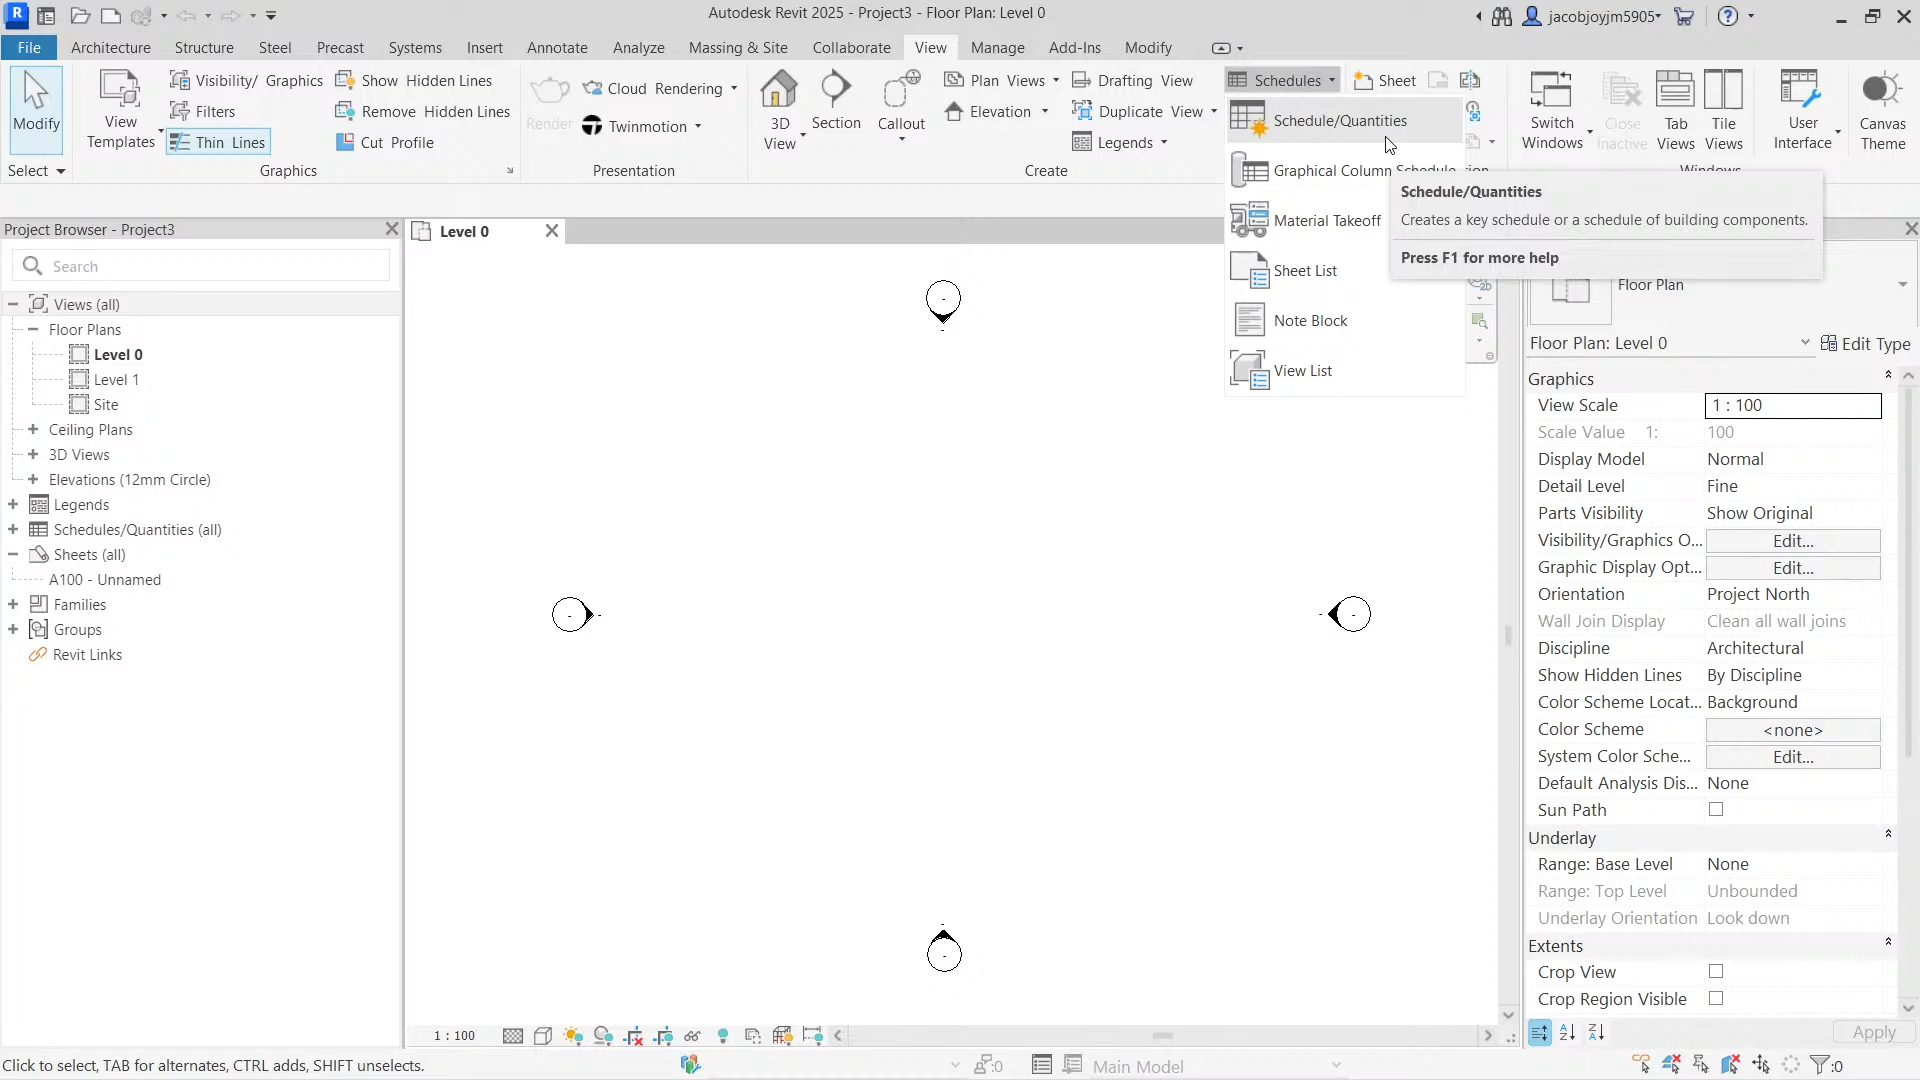 Autodesk Revit 2025 - Project3 - Floor Plan: Level 0
jacobjoyjm5905
File
Architecture
Structure
Steel
Precast
Systems
Insert
Annotate
Analyze
Massing & Site
Collaborate
View
Manage
Add-Ins
Modify
Modify
View
Templates
Visibility/ Graphics
Filters
Thin Lines
Show Hidden Lines
Remove Hidden Lines
Cut Profile
Render
Cloud Rendering
Twinmotion
3D
View
Section
Callout
Plan Views
Elevation
Drafting View
Duplicate View
Legends
Schedules
Sheet
Switch
Windows
Close
Inactive
Tab
Views
Tile
Views
User
Interface
Canvas
Theme
Select
Graphics
Presentation
Create
Windows
Schedule/Quantities
Graphical Column Schedule
Material Takeoff
Sheet List
Note Block
View List
Schedule/Quantities
Creates a key schedule or a schedule of building components.
Press F1 for more help
Project Browser - Project3
Search
Views (all)
Floor Plans
Level 0
Level 1
Site
Ceiling Plans
3D Views
Elevations (12mm Circle)
Legends
Schedules/Quantities (all)
Sheets (all)
A100 - Unnamed
Families
Groups
Revit Links
Level 0
Floor Plan
Floor Plan: Level 0
Edit Type
Graphics
View Scale 1 : 100
Scale Value 1: 100
Display Model Normal
Detail Level Fine
Parts Visibility Show Original
Visibility/Graphics O... Edit...
Graphic Display Opt... Edit...
Orientation Project North
Wall Join Display Clean all wall joins
Discipline Architectural
Show Hidden Lines By Discipline
Color Scheme Locat... Background
Color Scheme <none>
System Color Sche... Edit...
Default Analysis Dis... None
Sun Path
Underlay
Range: Base Level None
Range: Top Level Unbounded
Underlay Orientation Look down
Extents
Crop View
Crop Region Visible
Apply
1 : 100
Click to select, TAB for alternates, CTRL adds, SHIFT unselects.
:0
Main Model
:0